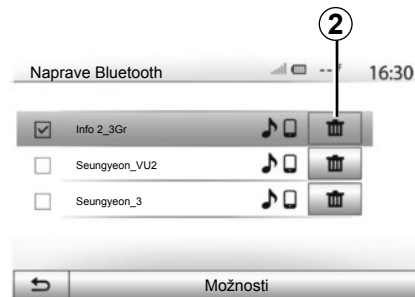 2
Naprave Bluetooth --° 16:30
Info 2_3Gr
Seungyeon_VU2
Seungyeon_3
Možnosti